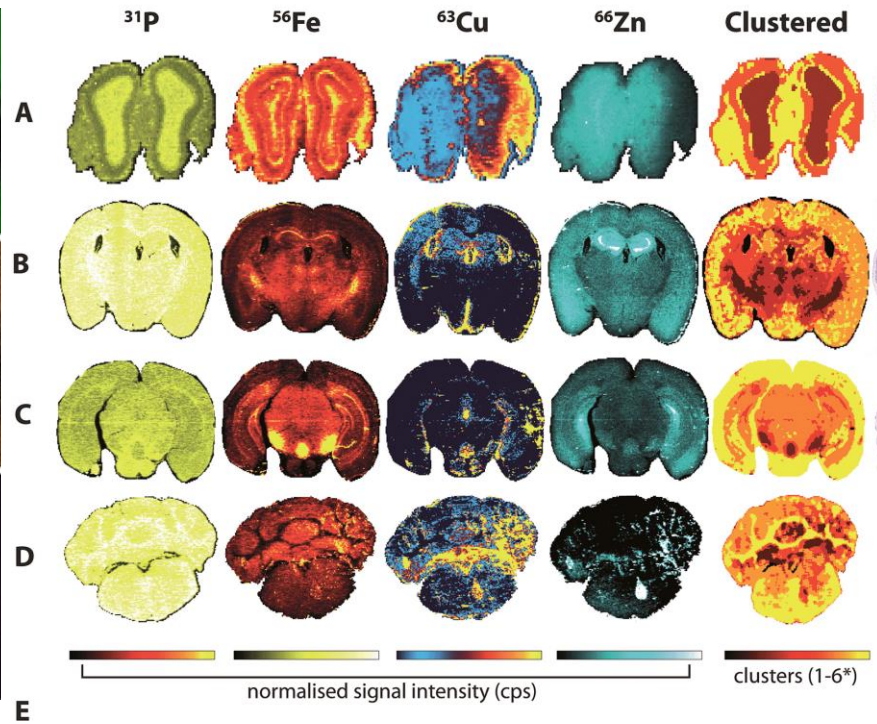 ³¹P ⁵⁶Fe ⁶³Cu ⁶⁶Zn Clustered
A
B
C
D
normalised signal intensity (cps)
clusters (1-6*)
E